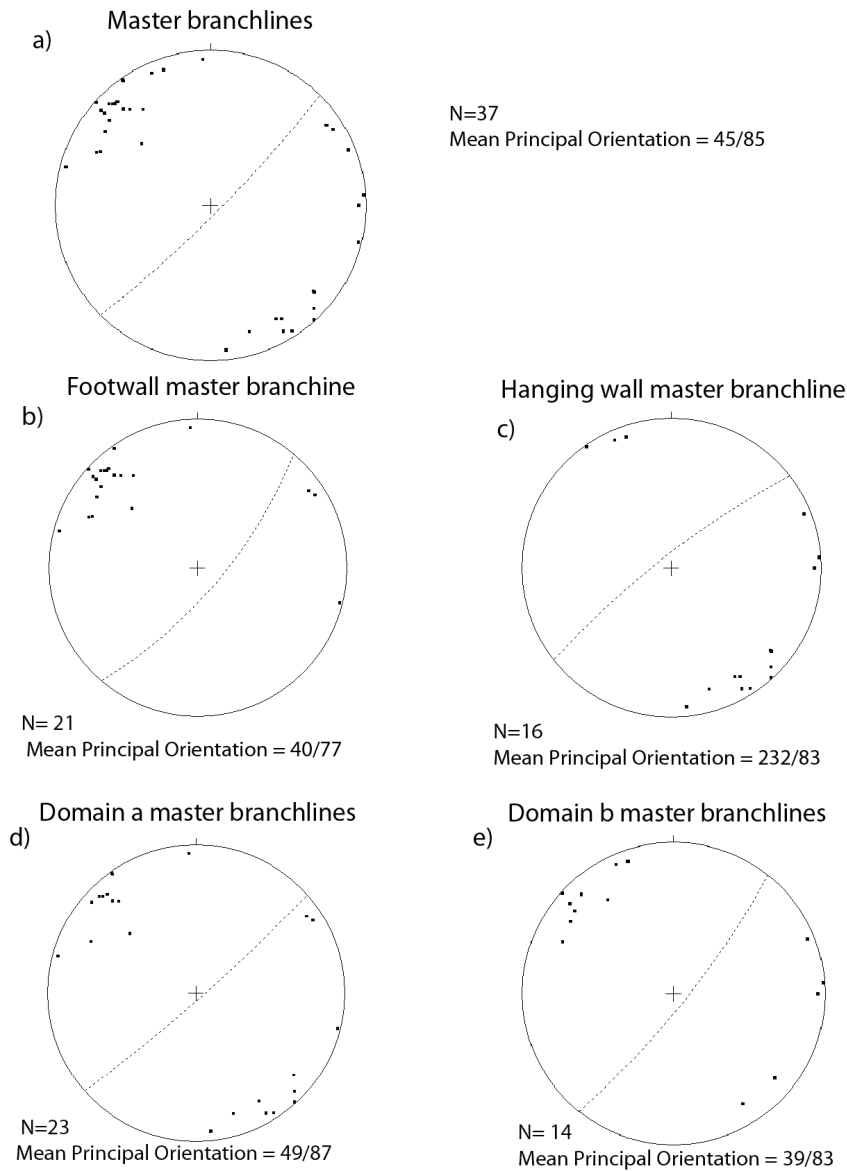 Master branchlines
a)
N=37
Mean Principal Orientation = 45/85
Footwall master branchine
b)
N= 21
Mean Principal Orientation = 40/77
Hanging wall master branchline
c)
N=16
Mean Principal Orientation = 232/83
Domain a master branchlines
d)
N=23
Mean Principal Orientation = 49/87
Domain b master branchlines
e)
N= 14
Mean Principal Orientation = 39/83